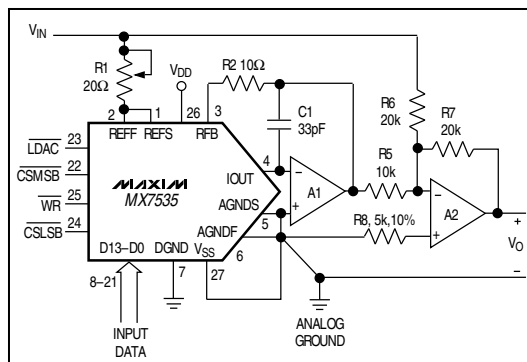 VIN
R1
20Ω
VDD
R2 10Ω
2
1
26
3
REFF
REFS
RFB
C1
33pF
R6
20k
R7
20k
LDAC
23
CSMSB
22
WR
25
CSLSB
24
MAXIM
MX7535
IOUT
4
AGNDS
5
AGNDF
6
A1
R5
10k
R8, 5k,10%
A2
VO
D13–D0
DGND
VSS
8–21
7
27
INPUT
DATA
ANALOG
GROUND
–
+
–
+
+
–